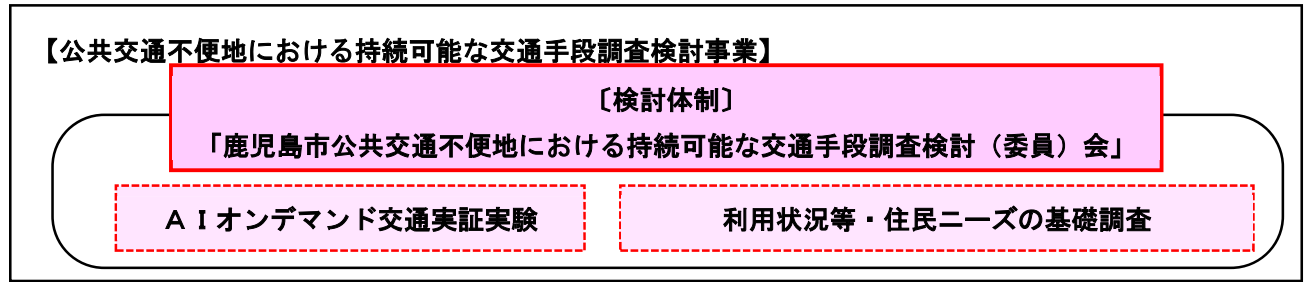 【公共交通不便地における持続可能な交通手段調査検討事業】
〔検討体制〕
「鹿児島市公共交通不便地における持続可能な交通手段調査検討（委員）会」
ＡＩオンデマンド交通実証実験
利用状況等・住民ニーズの基礎調査